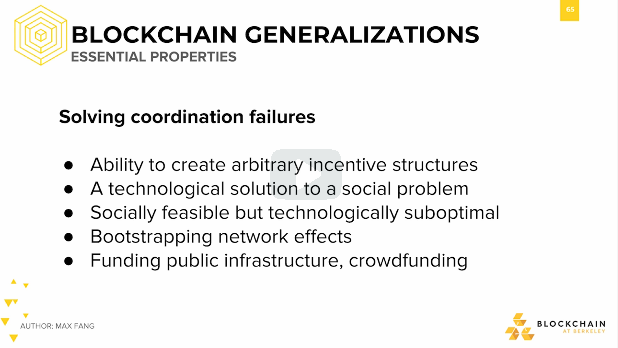 65
BLOCKCHAIN GENERALIZATIONS
ESSENTIAL PROPERTIES
Solving coordination failures
● Ability to create arbitrary incentive structures
● A technological solution to a social problem
● Socially feasible but technologically suboptimal
● Bootstrapping network effects
● Funding public infrastructure, crowdfunding
AUTHOR: MAX FANG
BLOCKCHAIN
AT BERKELEY